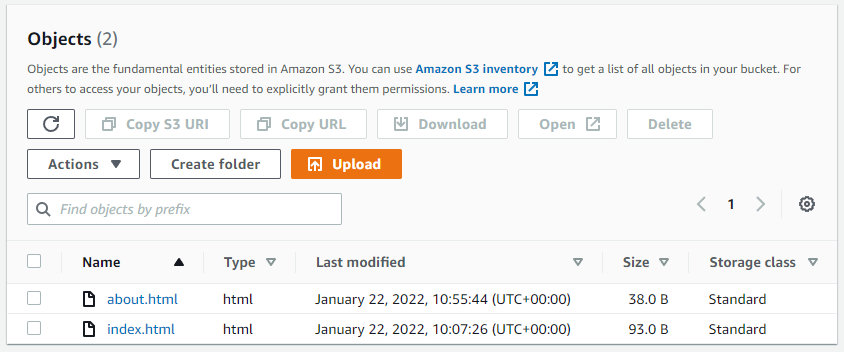 Objects (2)
Objects are the fundamental entities stored in Amazon S3. You can use Amazon S3 inventory to get a list of all objects in your bucket. For
others to access your objects, you'll need to explicitly grant them permissions. Learn more
Copy S3 URI Copy URL Download Open Delete
Actions Create folder Upload
Find objects by prefix 1
Name Type Last modified Size Storage class
about.html html January 22, 2022, 10:55:44 (UTC+00:00) 38.0 B Standard
index.html html January 22, 2022, 10:07:26 (UTC+00:00) 93.0 B Standard